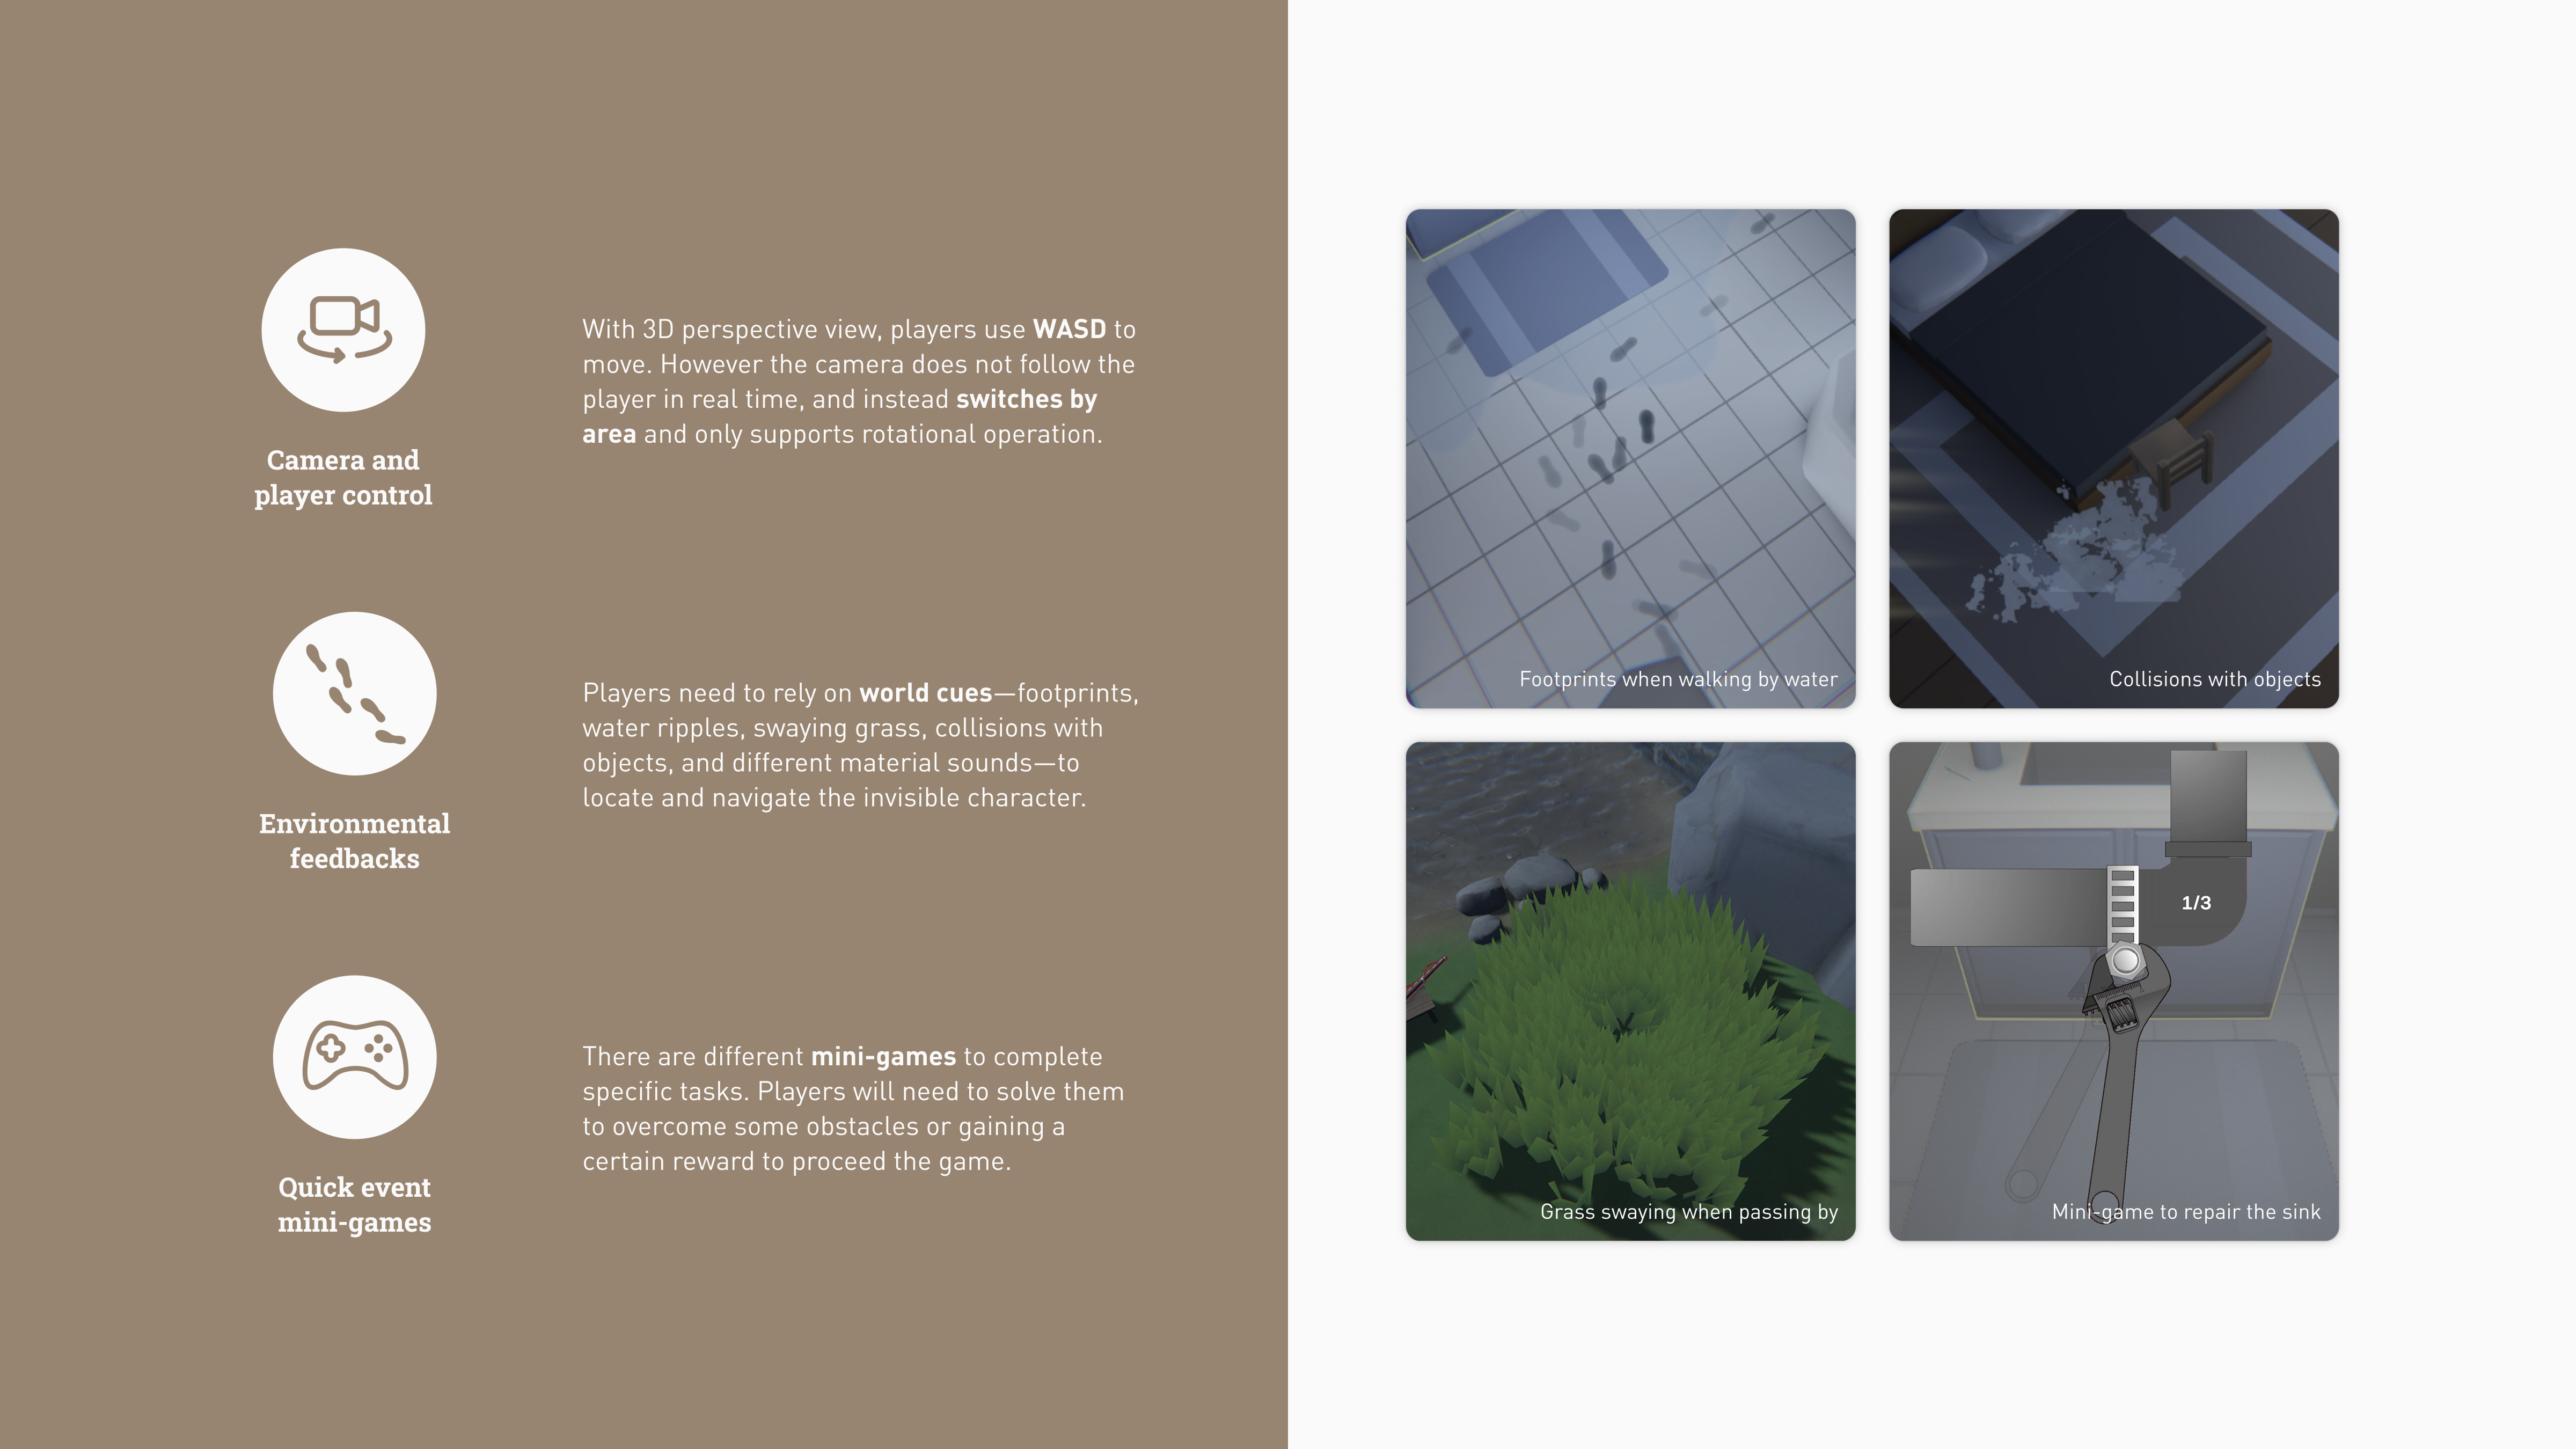 Camera and
player control
With 3D perspective view, players use WASD to
move. However the camera does not follow the
player in real time, and instead switches by
area and only supports rotational operation.
Environmental
feedbacks
Players need to rely on world cues—footprints,
water ripples, swaying grass, collisions with
objects, and different material sounds—to
locate and navigate the invisible character.
Quick event
mini-games
There are different mini-games to complete
specific tasks. Players will need to solve them
to overcome some obstacles or gaining a
certain reward to proceed the game.
Footprints when walking by water
Collisions with objects
Grass swaying when passing by
1/3
Mini-game to repair the sink